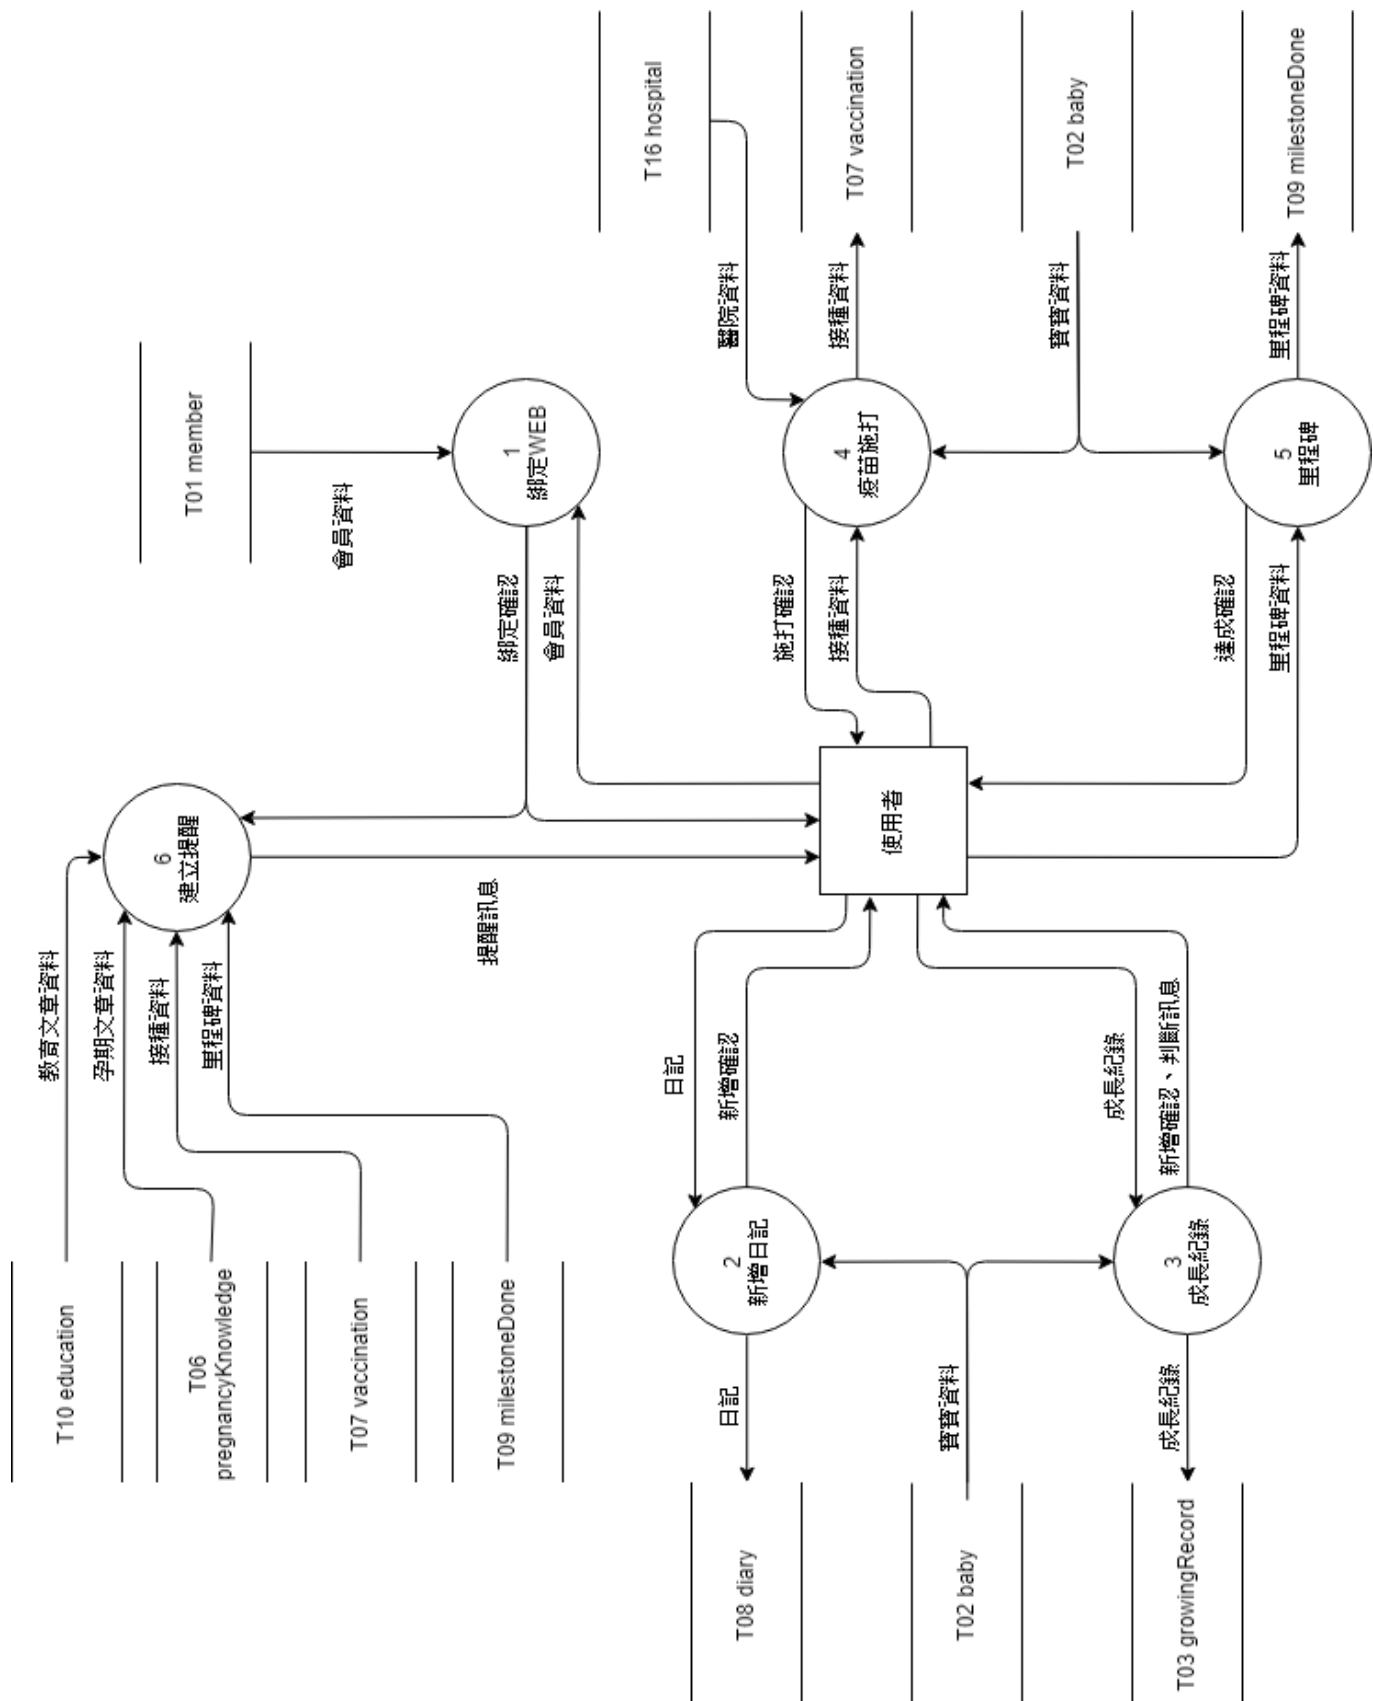 T10 education
T06
pregnancyKnowledge
T07 vaccination
T09 milestoneDone
教育文章資料
孕期文章資料
接種資料
里程碑資料
6
建立提醒
提醒訊息
T01 member
會員資料
1
綁定WEB
綁定確認
會員資料
T16 hospital
T07 vaccination
T02 baby
T09 milestoneDone
醫院資料
接種資料
寶寶資料
里程碑資料
4
疫苗施打
5
里程碑
施打確認
接種資料
達成確認
里程碑資料
使用者
日記
新增確認
成長紀錄
新增確認、判斷訊息
2
新增日記
3
成長紀錄
日記
寶寶資料
成長紀錄
T08 diary
T02 baby
T03 growingRecord